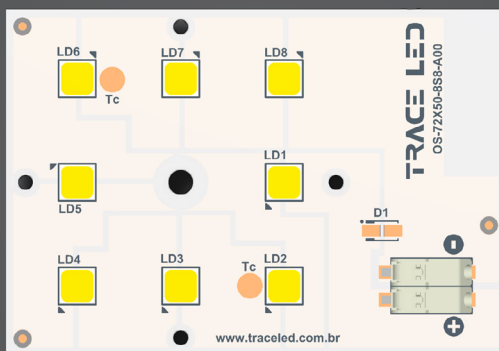 LD6
LD7
LD8
Tc
LD1
LD5
LD4
LD3
Tc
LD2
D1
-
+
TRACE LED
OS-72X50-8S8-A00
www.traceled.com.br